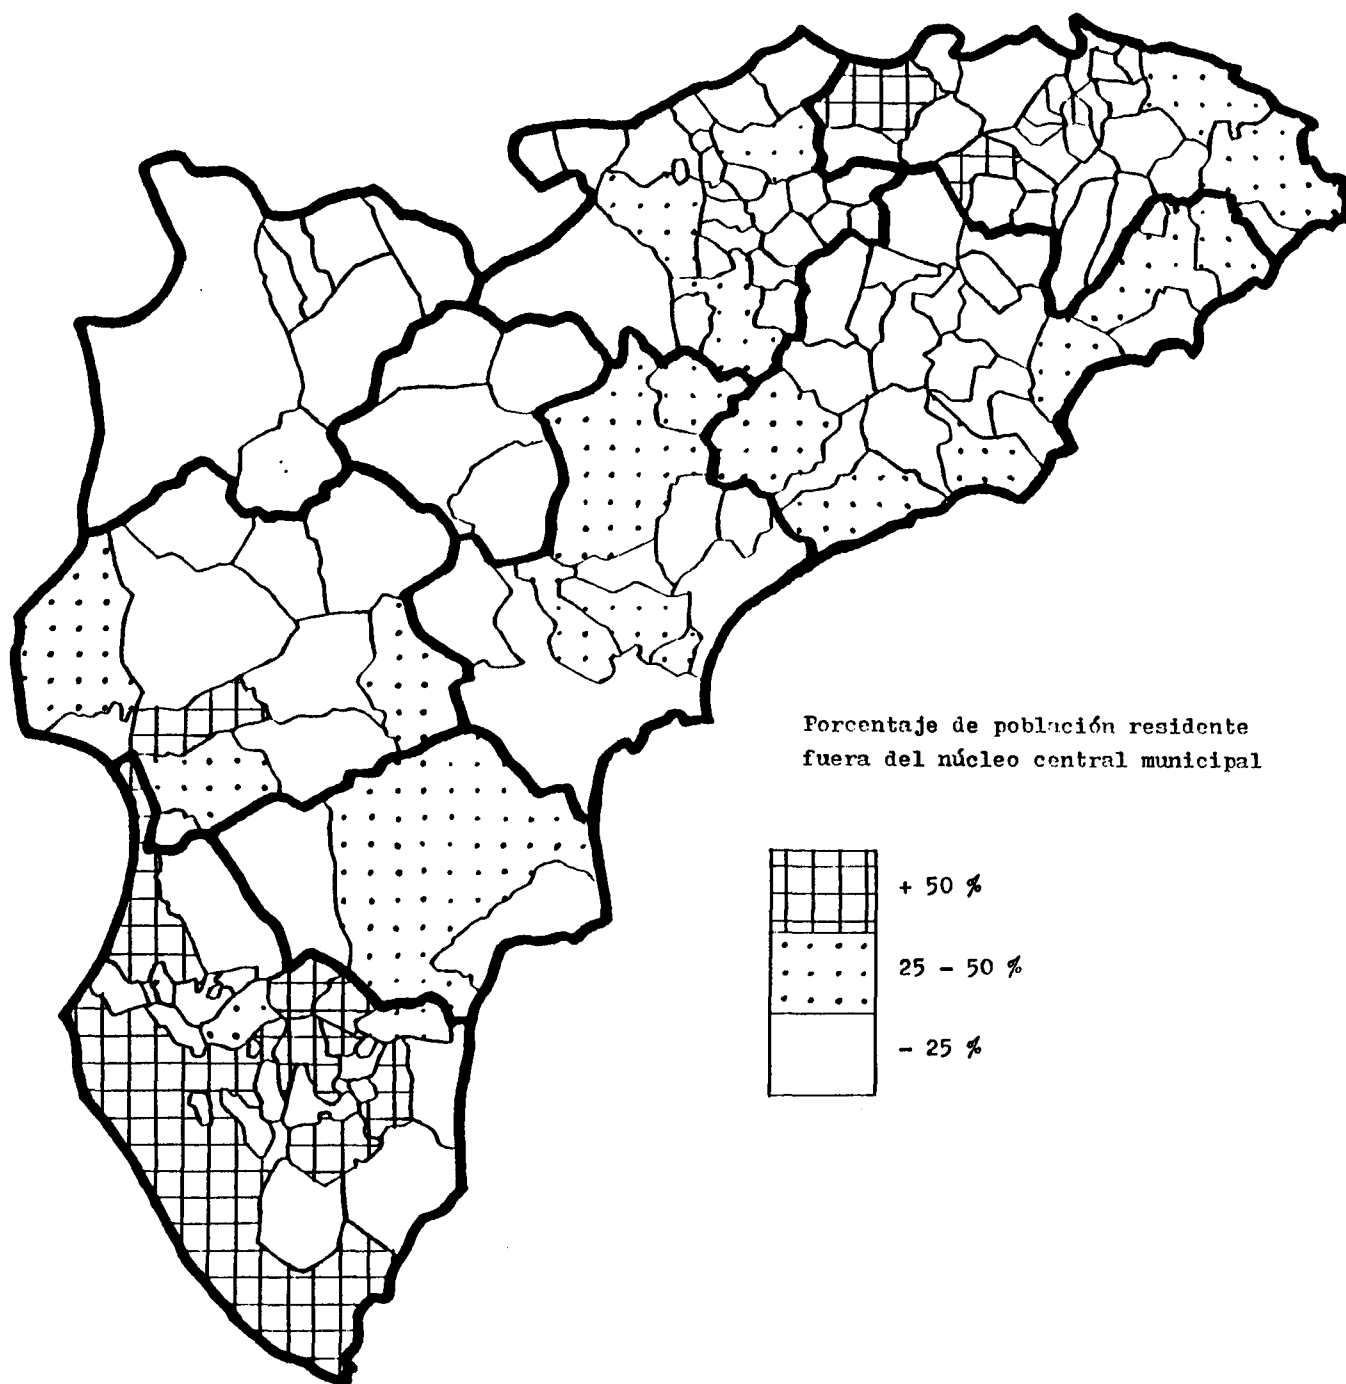 Porcentaje de población residente
fuera del núcleo central municipal
+ 50 %
25 - 50 %
- 25 %